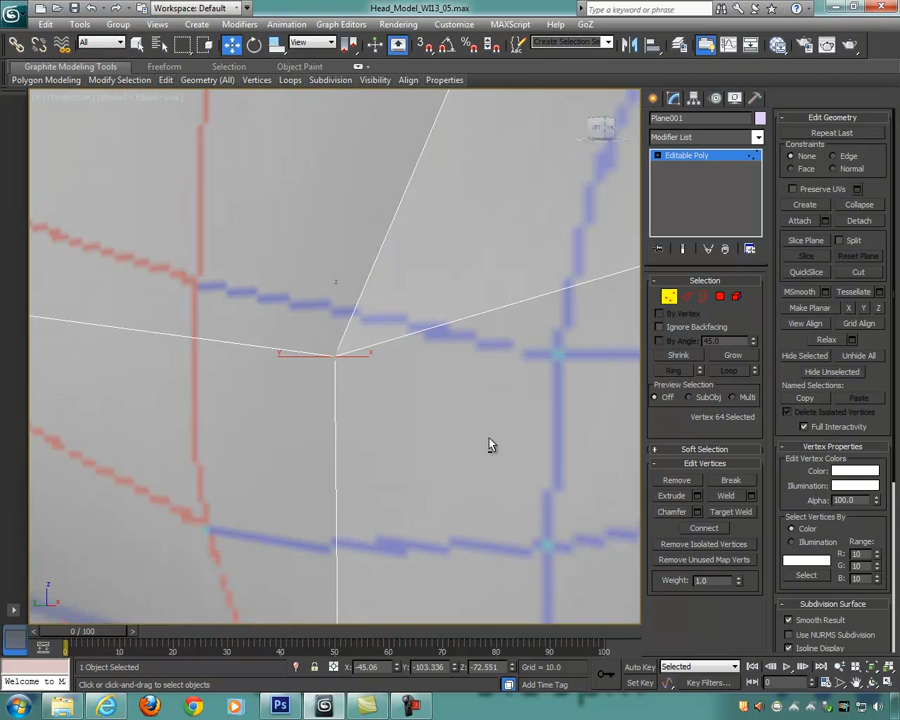 Workspace: Default
Head_Model_WII3_05.max
Type a keyword or phrase
Edit Tools Group Views Create Modifiers Animation Graph Editors Rendering Customize MAXScript Help GoZ
All
View
Create Selection Se
Graphite Modeling Tools Freeform Selection Object Paint
Polygon Modeling Modify Selection Edit Geometry (All) Vertices Loops Subdivision Visibility Align Properties
z
y x
Plane001
Modifier List
Editable Poly
Selection
By Vertex
Ignore Backfacing
By Angle: 45.0
Shrink Grow
Ring Loop
Preview Selection
Off SubObj Multi
Vertex 64 Selected
Soft Selection
Edit Vertices
Remove Break
Extrude Weld
Chamfer Target Weld
Connect
Remove Isolated Vertices
Remove Unused Map Verts
Weight: 1.0
Edit Geometry
Repeat Last
Constraints
None Edge
Face Normal
Preserve UVs
Create Collapse
Attach Detach
Slice Plane Split
Slice Reset Plane
QuickSlice Cut
MSmooth Tessellate
Make Planar X Y Z
View Align Grid Align
Relax
Hide Selected Unhide All
Hide Unselected
Named Selections:
Copy Paste
Delete Isolated Vertices
Full Interactivity
Vertex Properties
Edit Vertex Colors
Color:
Illumination:
Alpha: 100.0
Select Vertices By
Color
Illumination
Range:
R: 10
G: 10
B: 10
Select
Subdivision Surface
Smooth Result
Use NURMS Subdivision
Isoline Display
0 / 100
0 10 20 30 40 50 60 70 80 90 100
1 Object Selected
X: -45.06 Y: -103.336 Z: -72.551 Grid = 10.0
Auto Key Selected
Welcome to M
Click or click-and-drag to select objects
Add Time Tag
Set Key Key Filters...
0